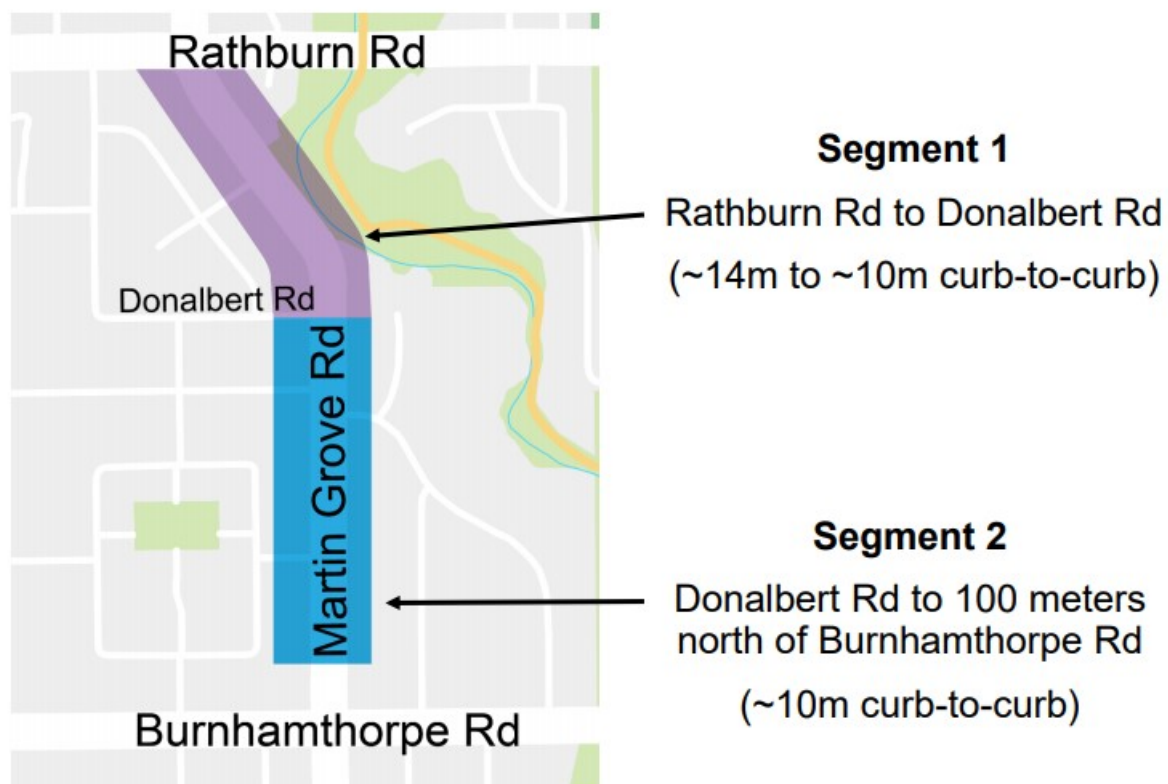 Rathburn Rd
Donalbert Rd
Martin Grove Rd
Burnhamthorpe Rd
Segment 1
Rathburn Rd to Donalbert Rd
(~14m to ~10m curb-to-curb)
Segment 2
Donalbert Rd to 100 meters
north of Burnhamthorpe Rd
(~10m curb-to-curb)